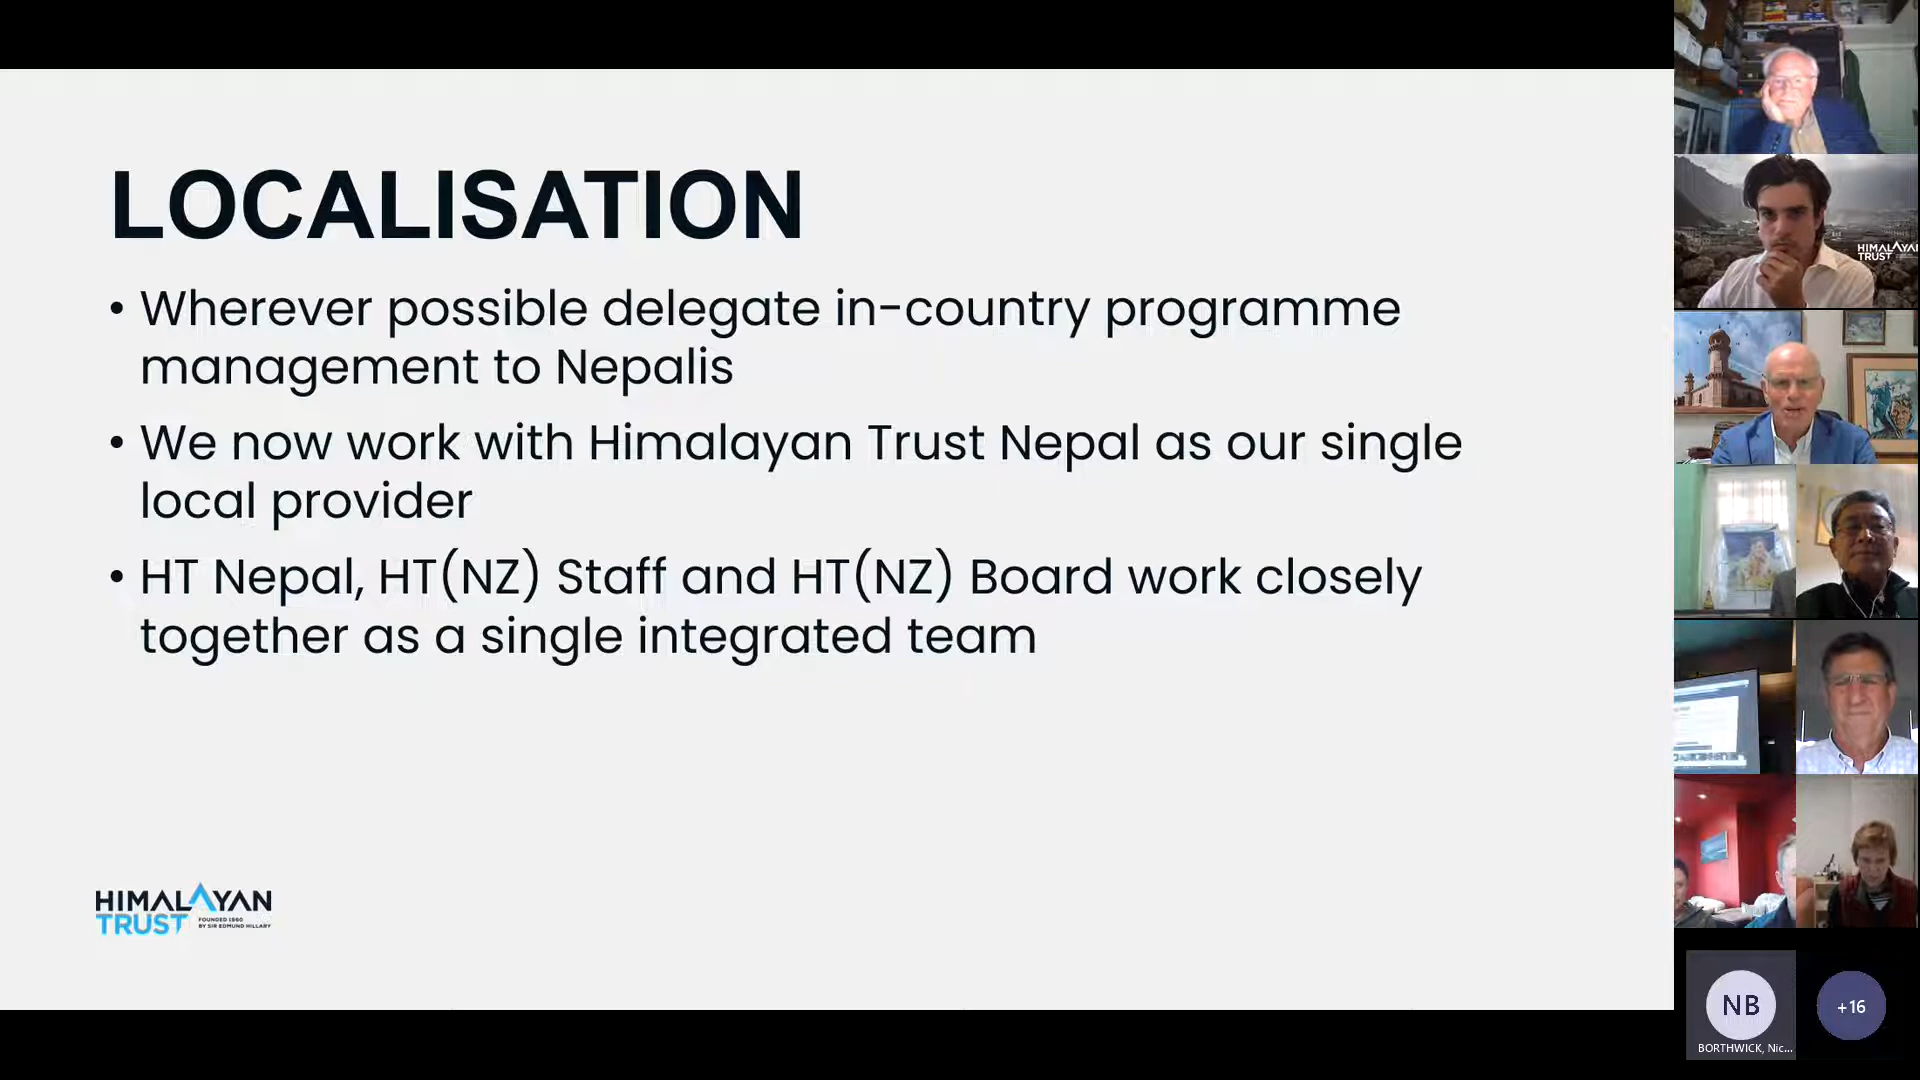 LOCALISATION
• Wherever possible delegate in-country programme
management to Nepalis
• We now work with Himalayan Trust Nepal as our single
local provider
• HT Nepal, HT(NZ) Staff and HT(NZ) Board work closely
together as a single integrated team
HIMALAYAN
TRUST
FOUNDED 1960
BY SIR EDMUND HILLARY
HIMALAYAN
TRUST
NB
BORTHWICK, Nic...
+16